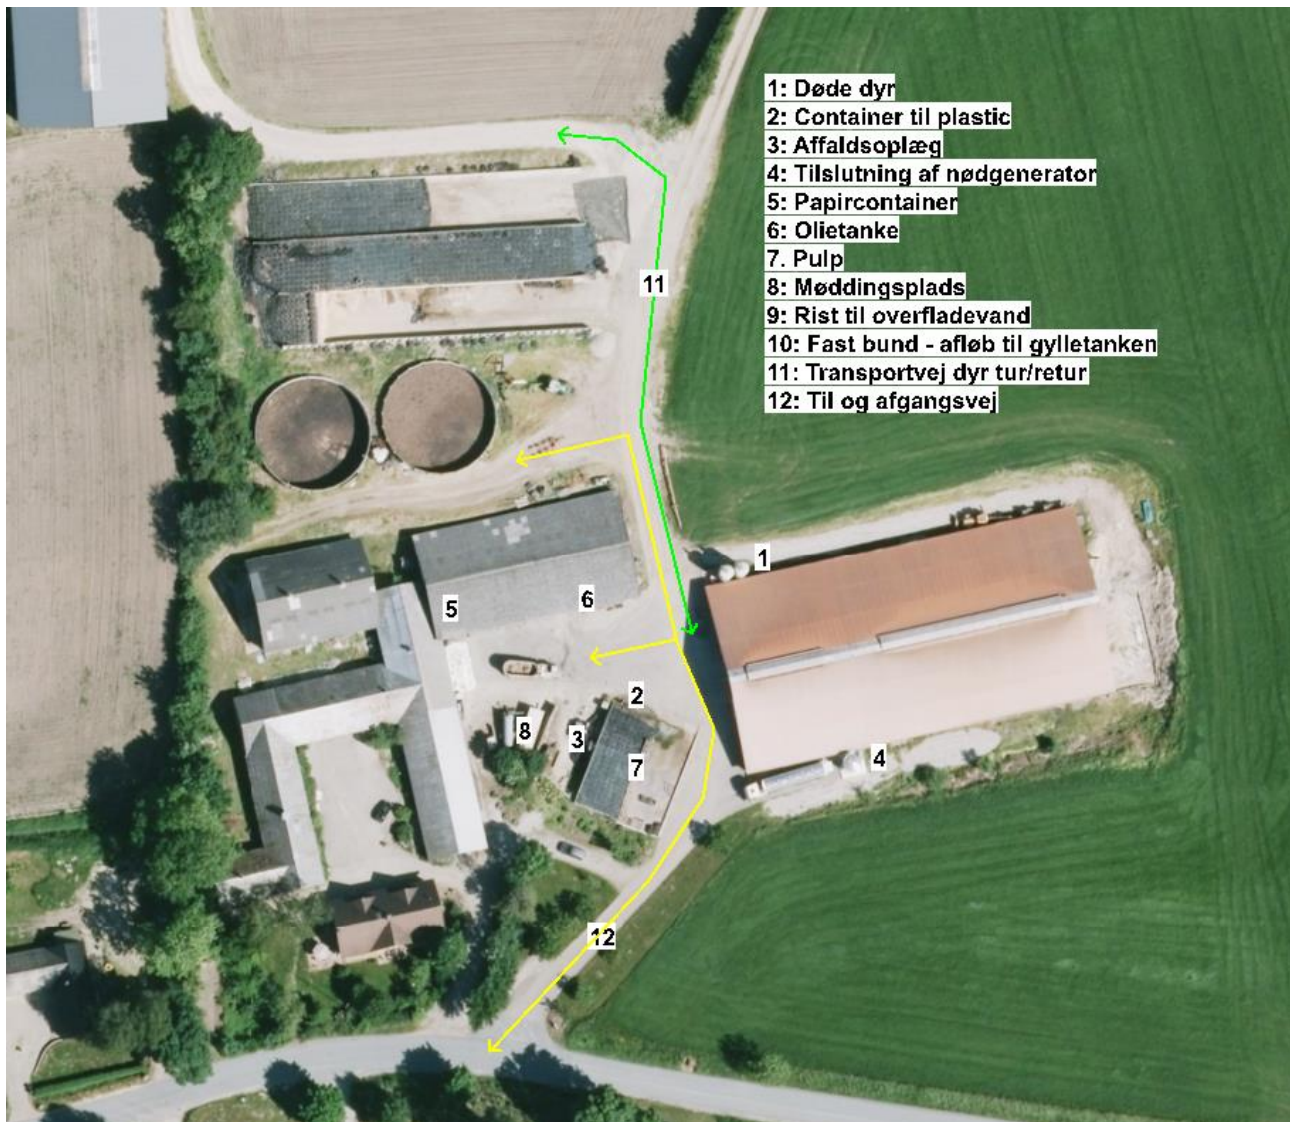 1: Døde dyr
2: Container til plastic
3: Affaldsoplæg
4: Tilslutning af nødgenerator
5: Papircontainer
6: Olietanke
7. Pulp
8: Møddingsplads
9: Rist til overfladevand
10: Fast bund - afløb til gylletanken
11: Transportvej dyr tur/retur
12: Til og afgangsvej
11
1
5
6
2
8
3
7
4
12